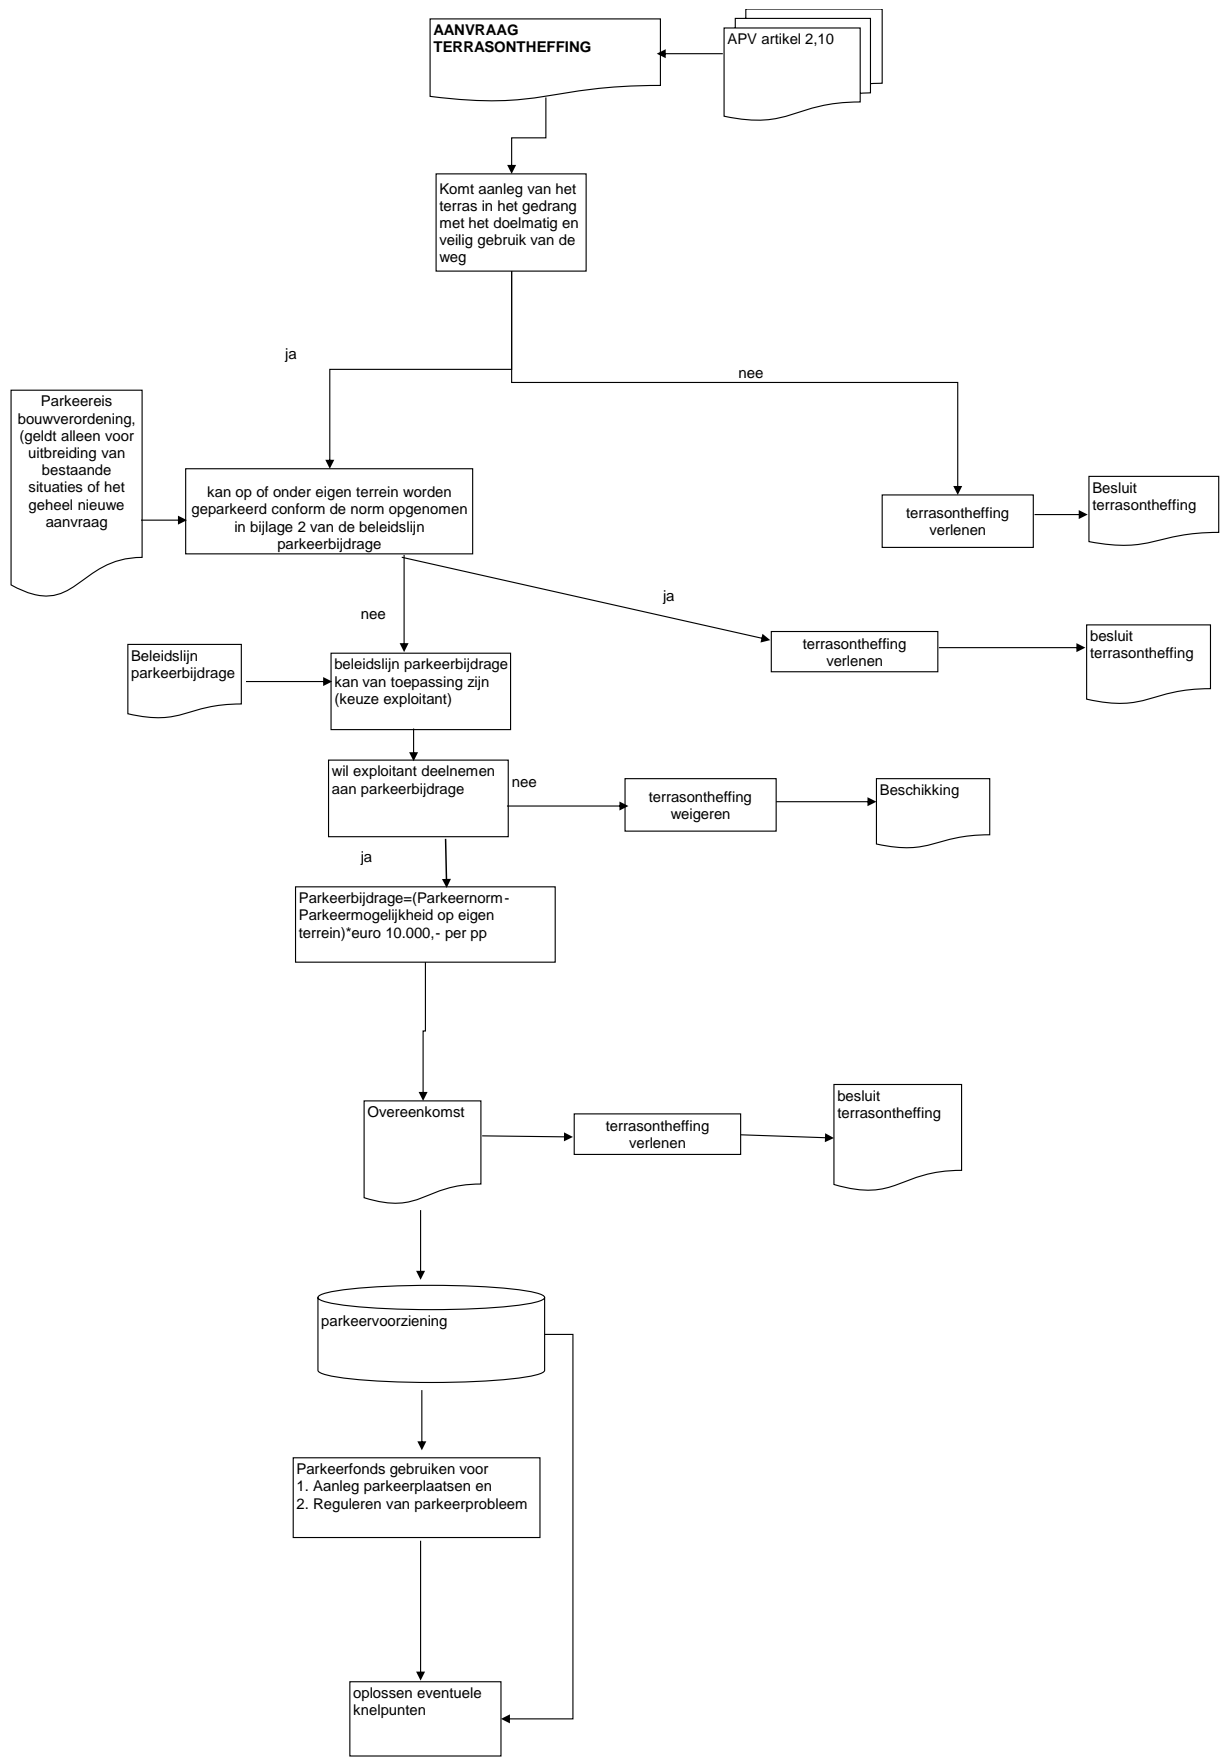 AANVRAAG
TERRASONTHEFFING
APV artikel 2,10
Komt aanleg van het
terras in het gedrang
met het doelmatig en
veilig gebruik van de
weg
ja
nee
Parkeereis
bouwverordening,
(geldt alleen voor
uitbreiding van
bestaande
situaties of het
geheel nieuwe
aanvraag
kan op of onder eigen terrein worden
geparkeerd conform de norm opgenomen
in bijlage 2 van de beleidslijn
parkeerbijdrage
terrasontheffing
verlenen
Besluit
terrasontheffing
nee
ja
terrasontheffing
verlenen
besluit
terrasontheffing
Beleidslijn
parkeerbijdrage
beleidslijn parkeerbijdrage
kan van toepassing zijn
(keuze exploitant)
wil exploitant deelnemen
aan parkeerbijdrage
nee
terrasontheffing
weigeren
Beschikking
ja
Parkeerbijdrage=(Parkeernorm-
Parkeermogelijkheid op eigen
terrein)*euro 10.000,- per pp
Overeenkomst
terrasontheffing
verlenen
besluit
terrasontheffing
parkeervoorziening
Parkeerfonds gebruiken voor
1. Aanleg parkeerplaatsen en
2. Reguleren van parkeerprobleem
oplossen eventuele
knelpunten